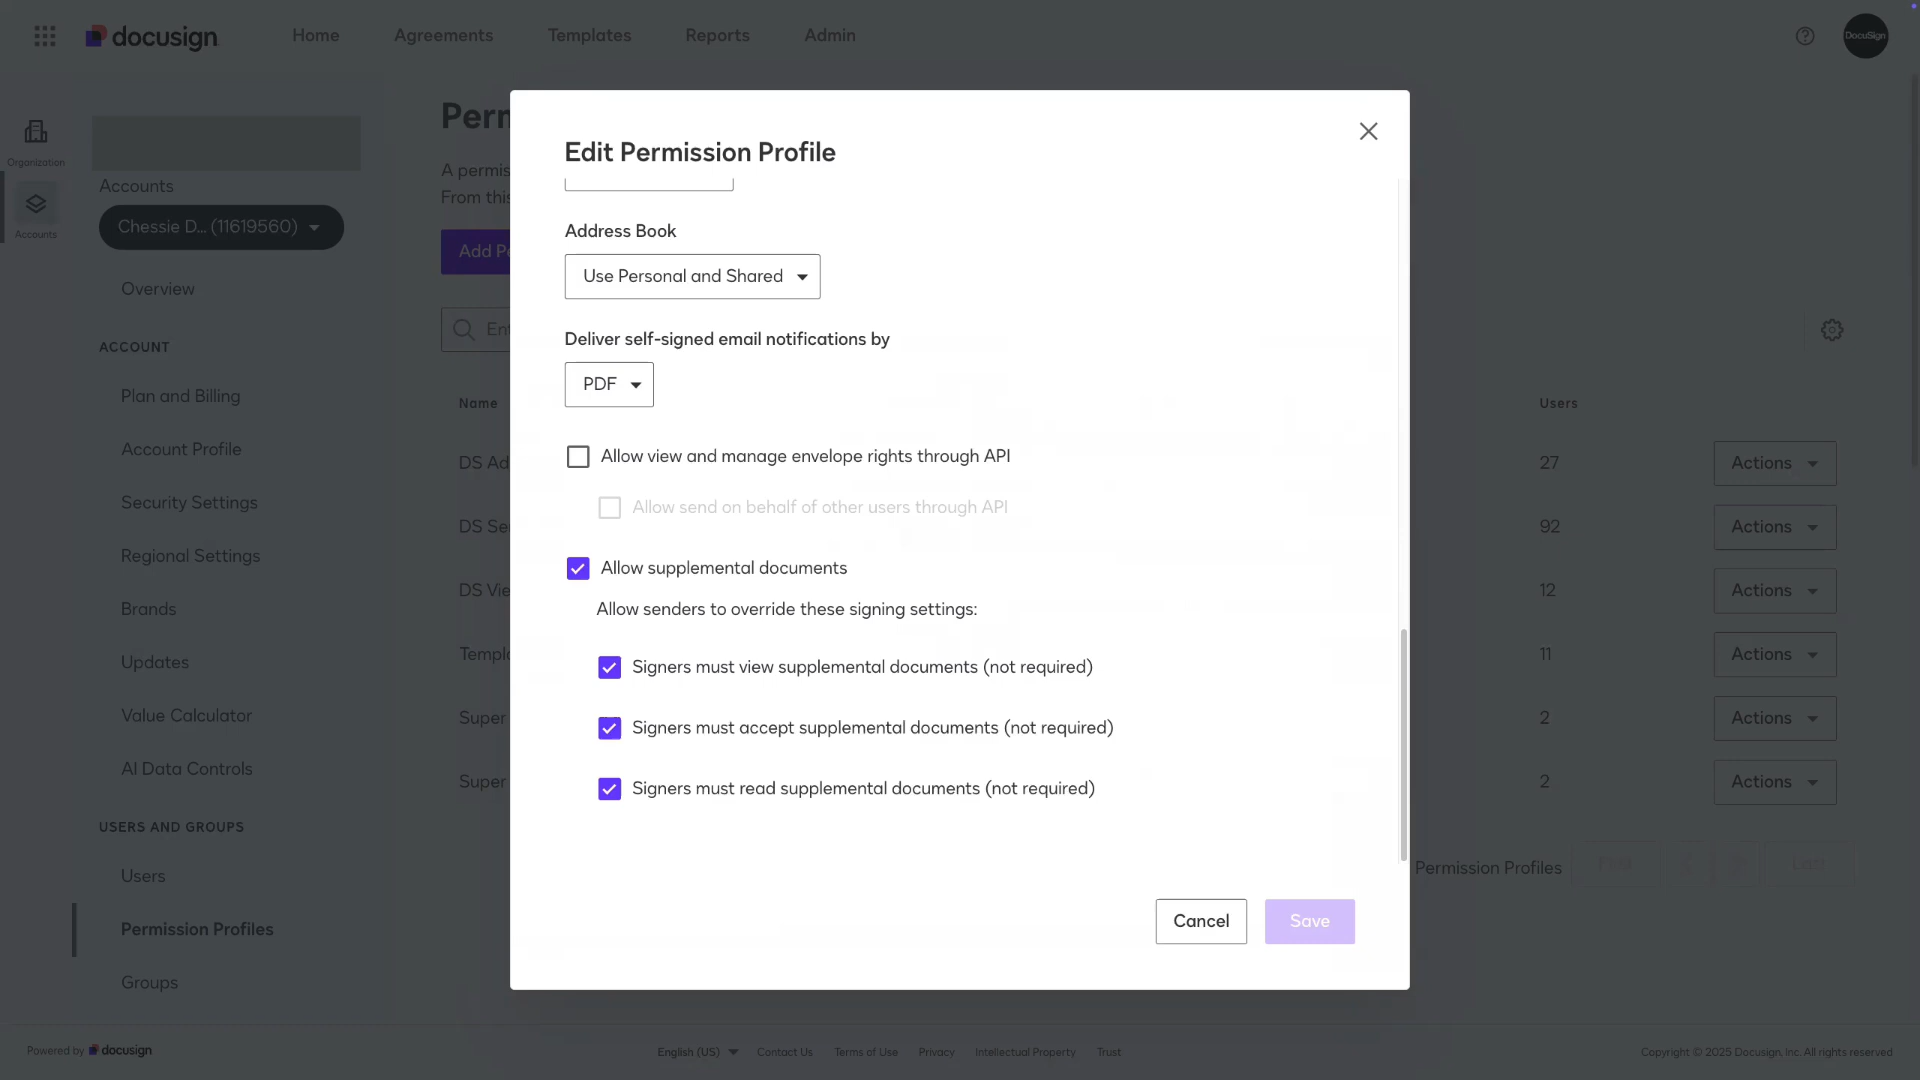 docusign
Home
Agreements
Templates
Reports
Admin
DocuSign
Organization
Accounts
Accounts
Chessie D... (11619560)
Overview
ACCOUNT
Plan and Billing
Account Profile
Security Settings
Regional Settings
Brands
Updates
Value Calculator
AI Data Controls
USERS AND GROUPS
Users
Permission Profiles
Groups
Perm
A permis
From this
Add Pe
Ent
Name
DS Ad
DS Se
DS Vie
Templ
Super
Super
Edit Permission Profile
Address Book
Use Personal and Shared
Deliver self-signed email notifications by
PDF
Allow view and manage envelope rights through API
Allow send on behalf of other users through API
Allow supplemental documents
Allow senders to override these signing settings:
Signers must view supplemental documents (not required)
Signers must accept supplemental documents (not required)
Signers must read supplemental documents (not required)
Cancel
Save
Users
27
Actions
92
Actions
12
Actions
11
Actions
2
Actions
2
Actions
Permission Profiles
Powered by docusign
English (US)
Contact Us
Terms of Use
Privacy
Intellectual Property
Trust
Copyright © 2025 Docusign, Inc. All rights reserved